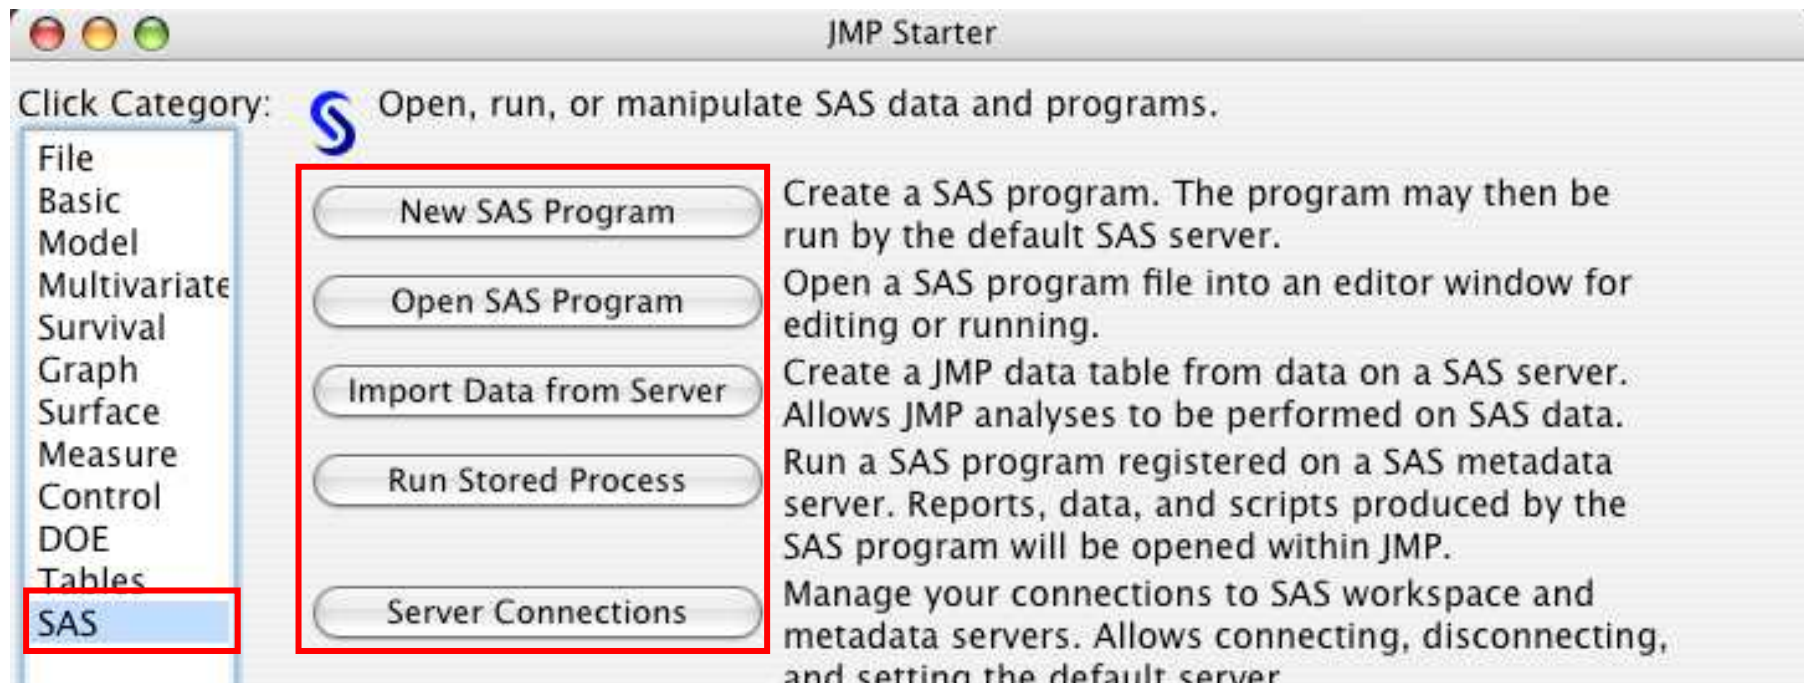 JMP Starter
Click Category:
File
Basic
Model
Multivariate
Survival
Graph
Surface
Measure
Control
DOE
Tables
SAS
Open, run, or manipulate SAS data and programs.
New SAS Program
Create a SAS program. The program may then be
run by the default SAS server.
Open SAS Program
Open a SAS program file into an editor window for
editing or running.
Import Data from Server
Create a JMP data table from data on a SAS server.
Allows JMP analyses to be performed on SAS data.
Run Stored Process
Run a SAS program registered on a SAS metadata
server. Reports, data, and scripts produced by the
SAS program will be opened within JMP.
Server Connections
Manage your connections to SAS workspace and
metadata servers. Allows connecting, disconnecting,
and setting the default server.